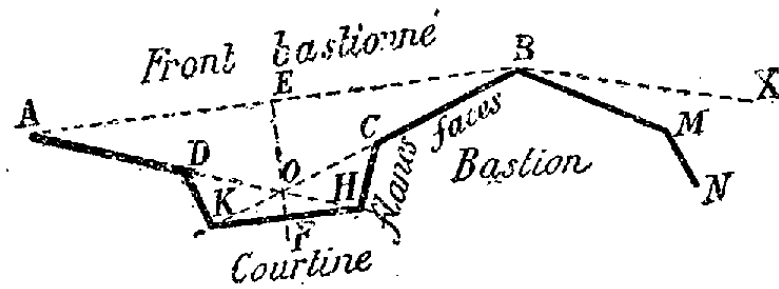 Front bastionné
B
E
X
A
C
faces
M
D
Bastion
O
K
H
flancs
N
F
Courtine